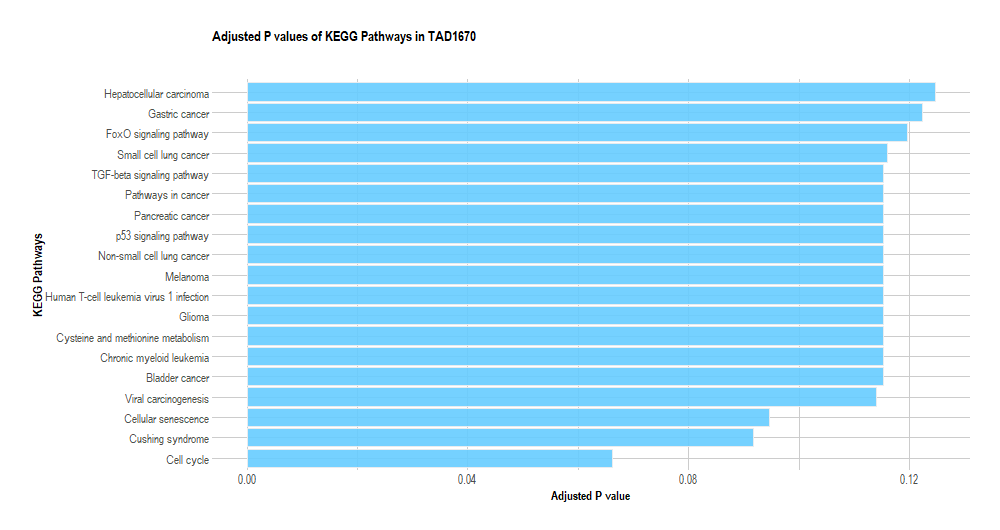 Adjusted P values of KEGG Pathways in TAD1670
KEGG Pathways
Hepatocellular carcinoma
Gastric cancer
FoxO signaling pathway
Small cell lung cancer
TGF-beta signaling pathway
Pathways in cancer
Pancreatic cancer
p53 signaling pathway
Non-small cell lung cancer
Melanoma
Human T-cell leukemia virus 1 infection
Glioma
Cysteine and methionine metabolism
Chronic myeloid leukemia
Bladder cancer
Viral carcinogenesis
Cellular senescence
Cushing syndrome
Cell cycle
0.00 0.04 0.08 0.12
Adjusted P value